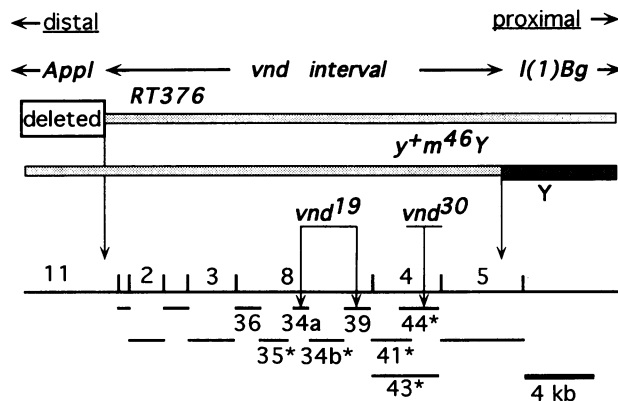 ← distal proximal →
← Appl ← vnd interval → l(1)Bg →
RT376
deleted
y+m46Y
Y
vnd19 vnd30
11 2 3 8 4 5
36 34a 39 44*
35* 34b* 41*
43* 4 kb